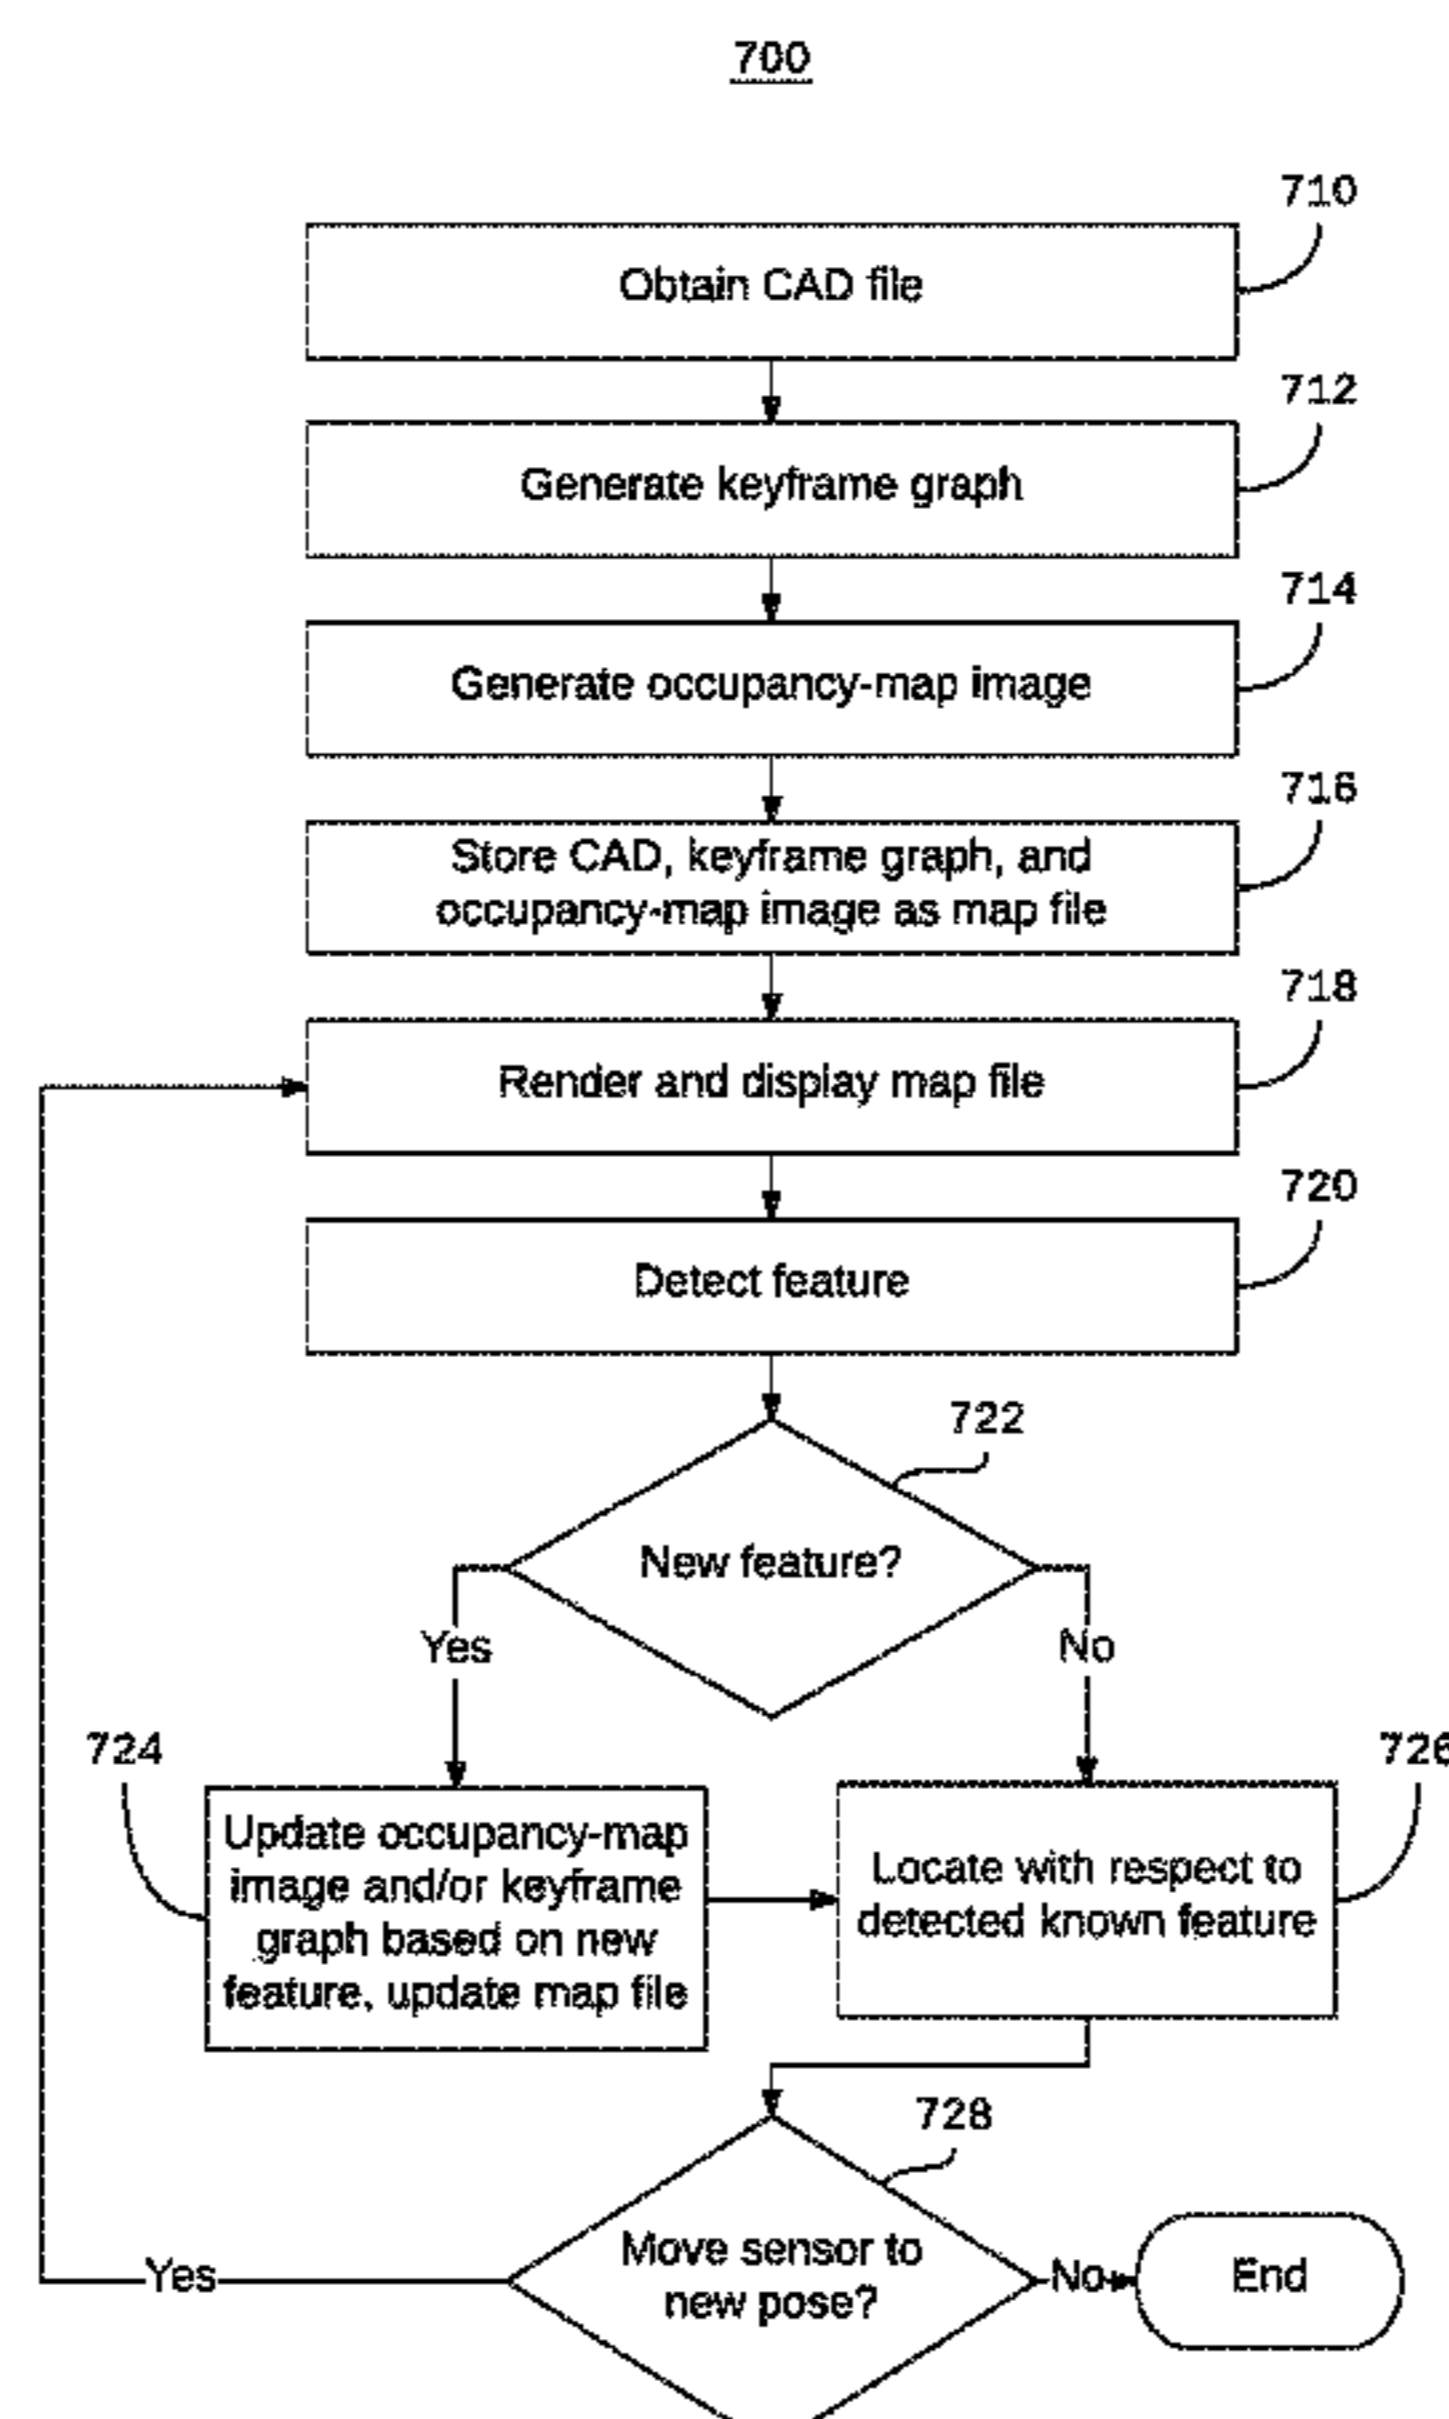 700
710
Obtain CAD file
712
Generate keyframe graph
714
Generate occupancy-map image
716
Store CAD, keyframe graph, and
occupancy-map image as map file
718
Render and display map file
720
Detect feature
722
New feature?
Yes
No
724
726
Update occupancy-map
image and/or keyframe
graph based on new
feature, update map file
Locate with respect to
detected known feature
728
Move sensor to
new pose?
Yes
No
End